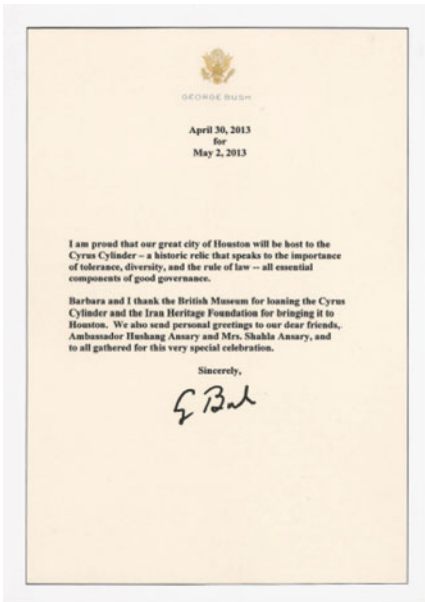 GEORGE BUSH
April 30, 2013
for
May 2, 2013
I am proud that our great city of Houston will be host to the
Cyrus Cylinder – a historic relic that speaks to the importance
of tolerance, diversity, and the rule of law -- all essential
components of good governance.
Barbara and I thank the British Museum for loaning the Cyrus
Cylinder and the Iran Heritage Foundation for bringing it to
Houston. We also send personal greetings to our dear friends,
Ambassador Hushang Ansary and Mrs. Shahla Ansary, and
to all gathered for this very special celebration.
Sincerely,
G Bush